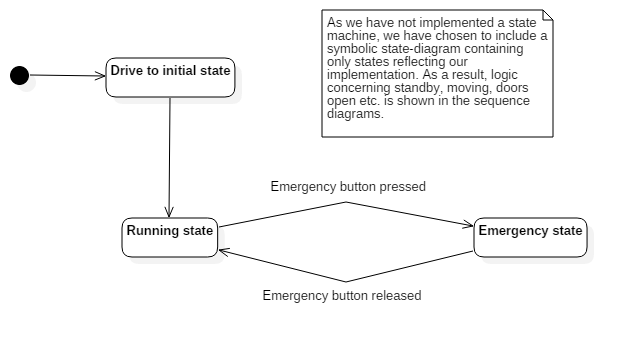 As we have not implemented a state
machine, we have chosen to include a
symbolic state-diagram containing
only states reflecting our
implementation. As a result, logic
concerning standby, moving, doors
open etc. is shown in the sequence
diagrams.
Drive to initial state
Emergency button pressed
Running state
Emergency state
Emergency button released